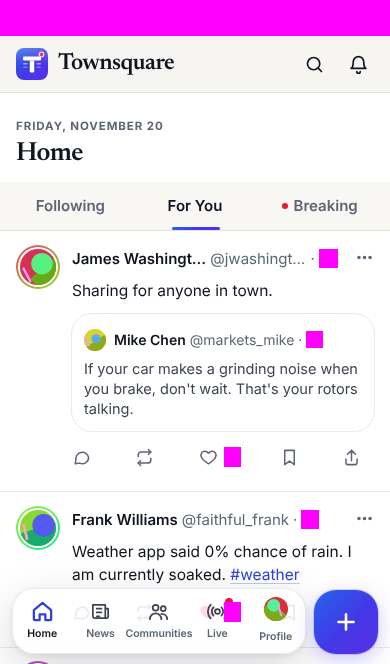 Townsquare
FRIDAY, NOVEMBER 20
Home
Following
For You
Breaking
James Washingt... @jwashingt... ·
Sharing for anyone in town.
Mike Chen @markets_mike ·
If your car makes a grinding noise when
you brake, don't wait. That's your rotors
talking.
Frank Williams @faithful_frank ·
Weather app said 0% chance of rain. I
am currently soaked. #weather
Home
News
Communities
Live
Profile